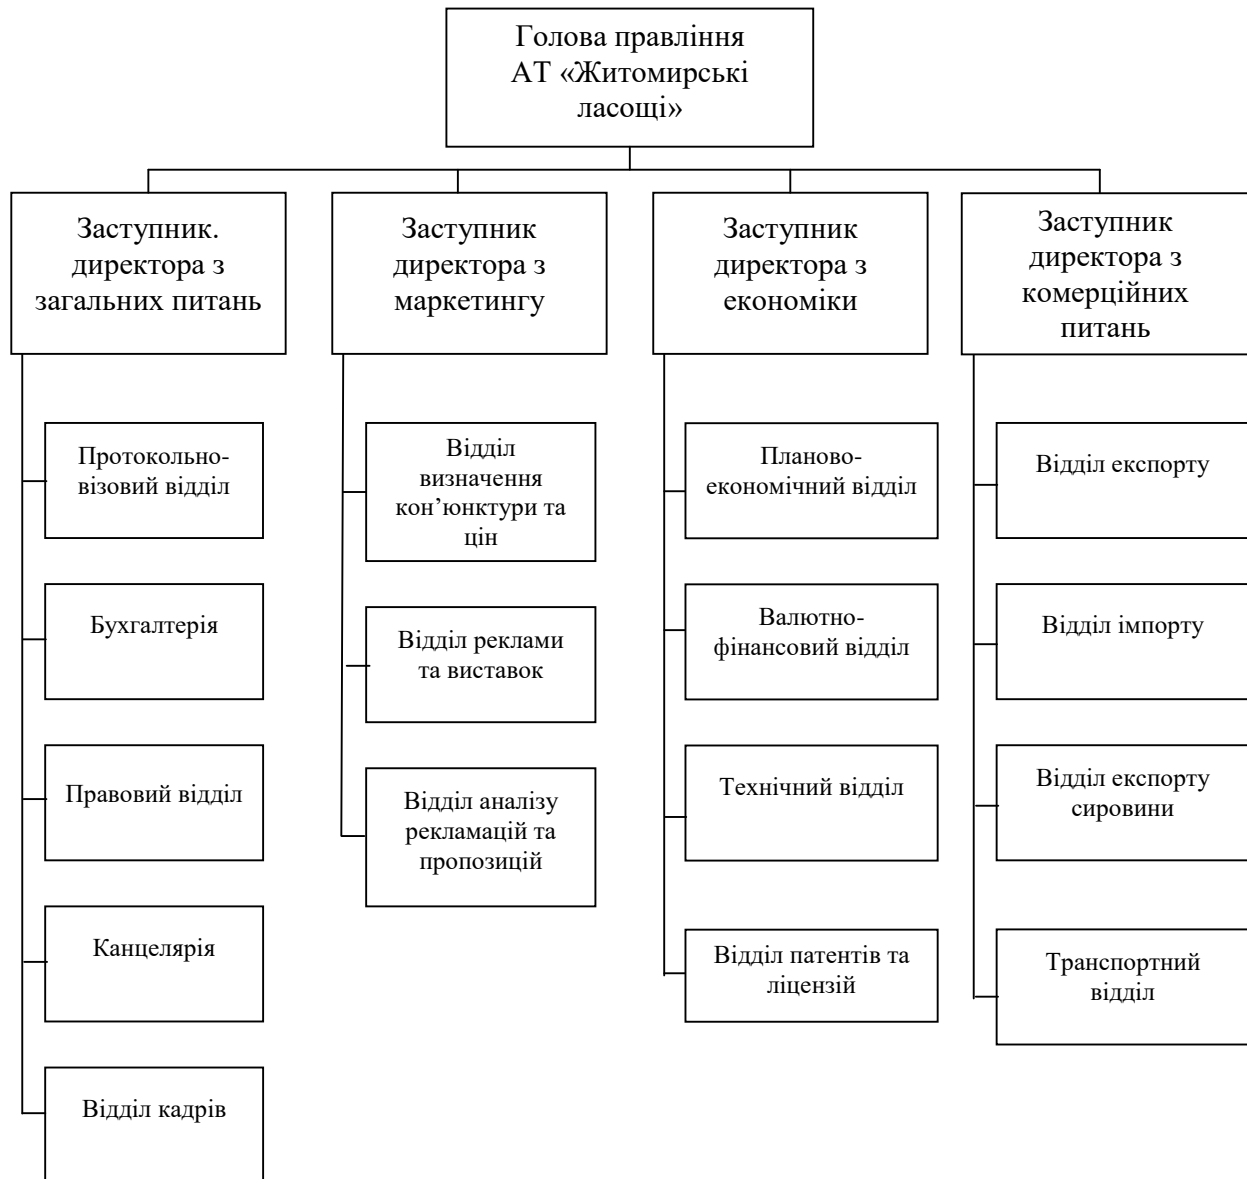 Голова правління
АТ «Житомирські
ласощі»
Заступник.
директора з
загальних питань
Заступник
директора з
маркетингу
Заступник
директора з
економіки
Заступник
директора з
комерційних
питань
Протокольно-
візовий відділ
Бухгалтерія
Правовий відділ
Канцелярія
Відділ кадрів
Відділ
визначення
кон’юнктури та
цін
Відділ реклами
та виставок
Відділ аналізу
рекламацій та
пропозицій
Планово-
економічний відділ
Валютно-
фінансовий відділ
Технічний відділ
Відділ патентів та
ліцензій
Відділ експорту
Відділ імпорту
Відділ експорту
сировини
Транспортний
відділ